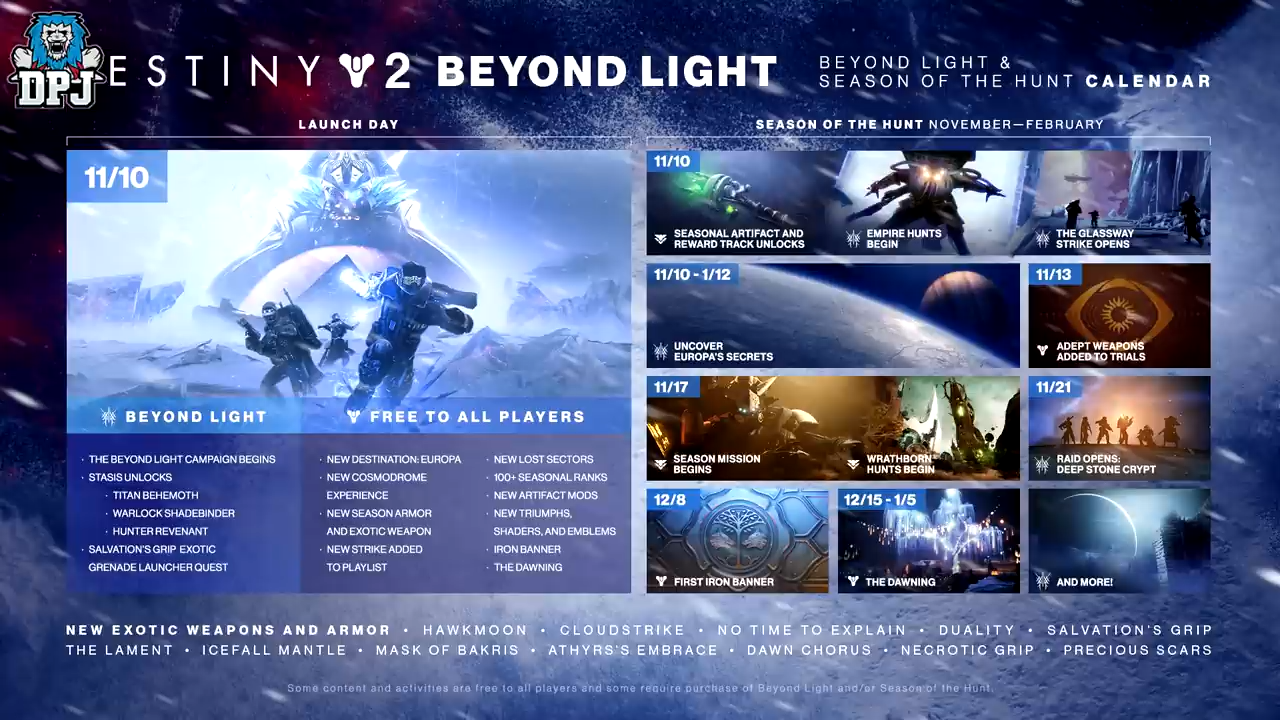 DPJ
ESTINY 2 BEYOND LIGHT
BEYOND LIGHT &
SEASON OF THE HUNT CALENDAR
LAUNCH DAY
SEASON OF THE HUNT NOVEMBER—FEBRUARY
11/10
BEYOND LIGHT
· THE BEYOND LIGHT CAMPAIGN BEGINS
· STASIS UNLOCKS
· TITAN BEHEMOTH
· WARLOCK SHADEBINDER
· HUNTER REVENANT
· SALVATION'S GRIP EXOTIC
GRENADE LAUNCHER QUEST
FREE TO ALL PLAYERS
· NEW DESTINATION: EUROPA
· NEW COSMODROME
EXPERIENCE
· NEW SEASON ARMOR
AND EXOTIC WEAPON
· NEW STRIKE ADDED
TO PLAYLIST
· NEW LOST SECTORS
· 100+ SEASONAL RANKS
· NEW ARTIFACT MODS
· NEW TRIUMPHS,
SHADERS, AND EMBLEMS
· IRON BANNER
· THE DAWNING
11/10
SEASONAL ARTIFACT AND
REWARD TRACK UNLOCKS
EMPIRE HUNTS
BEGIN
THE GLASSWAY
STRIKE OPENS
11/10 - 1/12
UNCOVER
EUROPA'S SECRETS
11/13
ADEPT WEAPONS
ADDED TO TRIALS
11/17
SEASON MISSION
BEGINS
WRATHBORN
HUNTS BEGIN
11/21
RAID OPENS:
DEEP STONE CRYPT
12/8
FIRST IRON BANNER
12/15 - 1/5
THE DAWNING
AND MORE!
NEW EXOTIC WEAPONS AND ARMOR • HAWKMOON • CLOUDSTRIKE • NO TIME TO EXPLAIN • DUALITY • SALVATION'S GRIP
THE LAMENT • ICEFALL MANTLE • MASK OF BAKRIS • ATHYRS'S EMBRACE • DAWN CHORUS • NECROTIC GRIP • PRECIOUS SCARS
Some content and activities are free to all players and some require purchase of Beyond Light and/or Season of the Hunt.